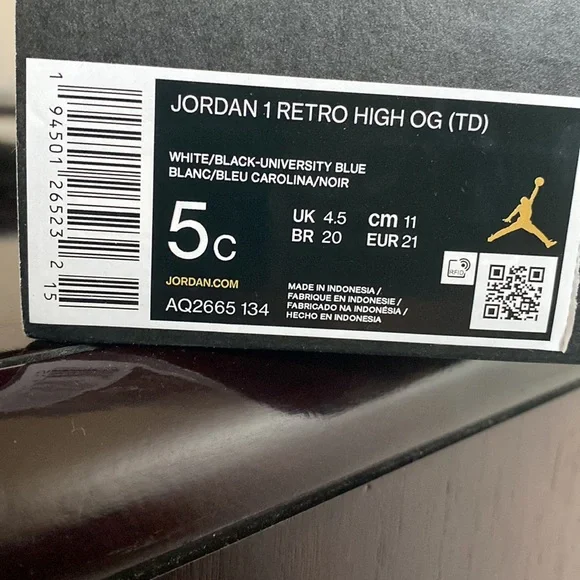 JORDAN 1 RETRO HIGH OG (TD)
WHITE/BLACK-UNIVERSITY BLUE
BLANC/BLEU CAROLINA/NOIR
5C
UK 4.5 cm 11
BR 20 EUR 21
JORDAN.COM
AQ2665 134
MADE IN INDONESIA /
FABRIQUE EN INDONESIE /
FABRICADO NA INDONÉSIA /
HECHO EN INDONESIA
RFID
1 94501 26523 2 15